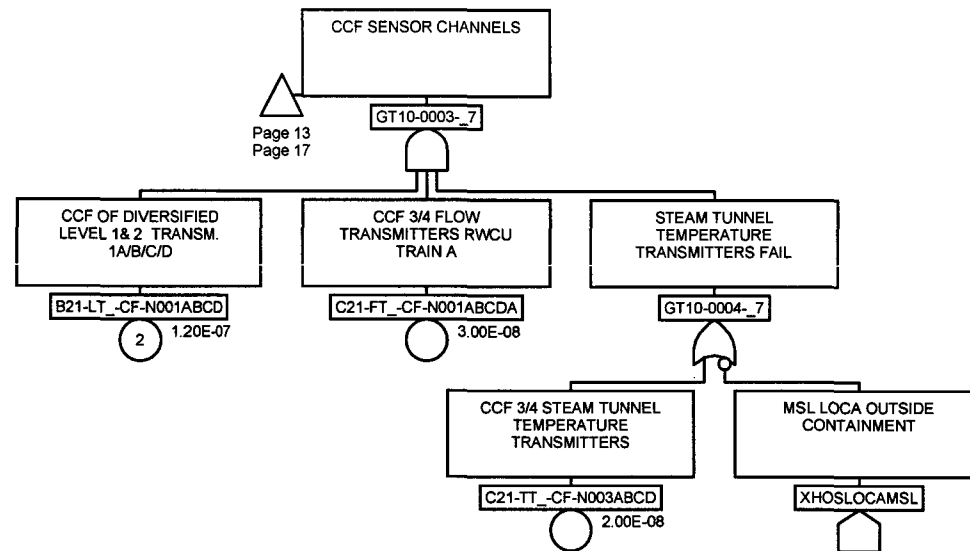 CCF SENSOR CHANNELS
Page 13
Page 17
GT10-0003-_7
CCF OF DIVERSIFIED
LEVEL 1& 2 TRANSM.
1A/B/C/D
B21-LT_-CF-N001ABCD
2
1.20E-07
CCF 3/4 FLOW
TRANSMITTERS RWCU
TRAIN A
C21-FT_-CF-N001ABCDA
3.00E-08
STEAM TUNNEL
TEMPERATURE
TRANSMITTERS FAIL
GT10-0004-_7
CCF 3/4 STEAM TUNNEL
TEMPERATURE
TRANSMITTERS
C21-TT_-CF-N003ABCD
2.00E-08
MSL LOCA OUTSIDE
CONTAINMENT
XHOSLOCAMSL